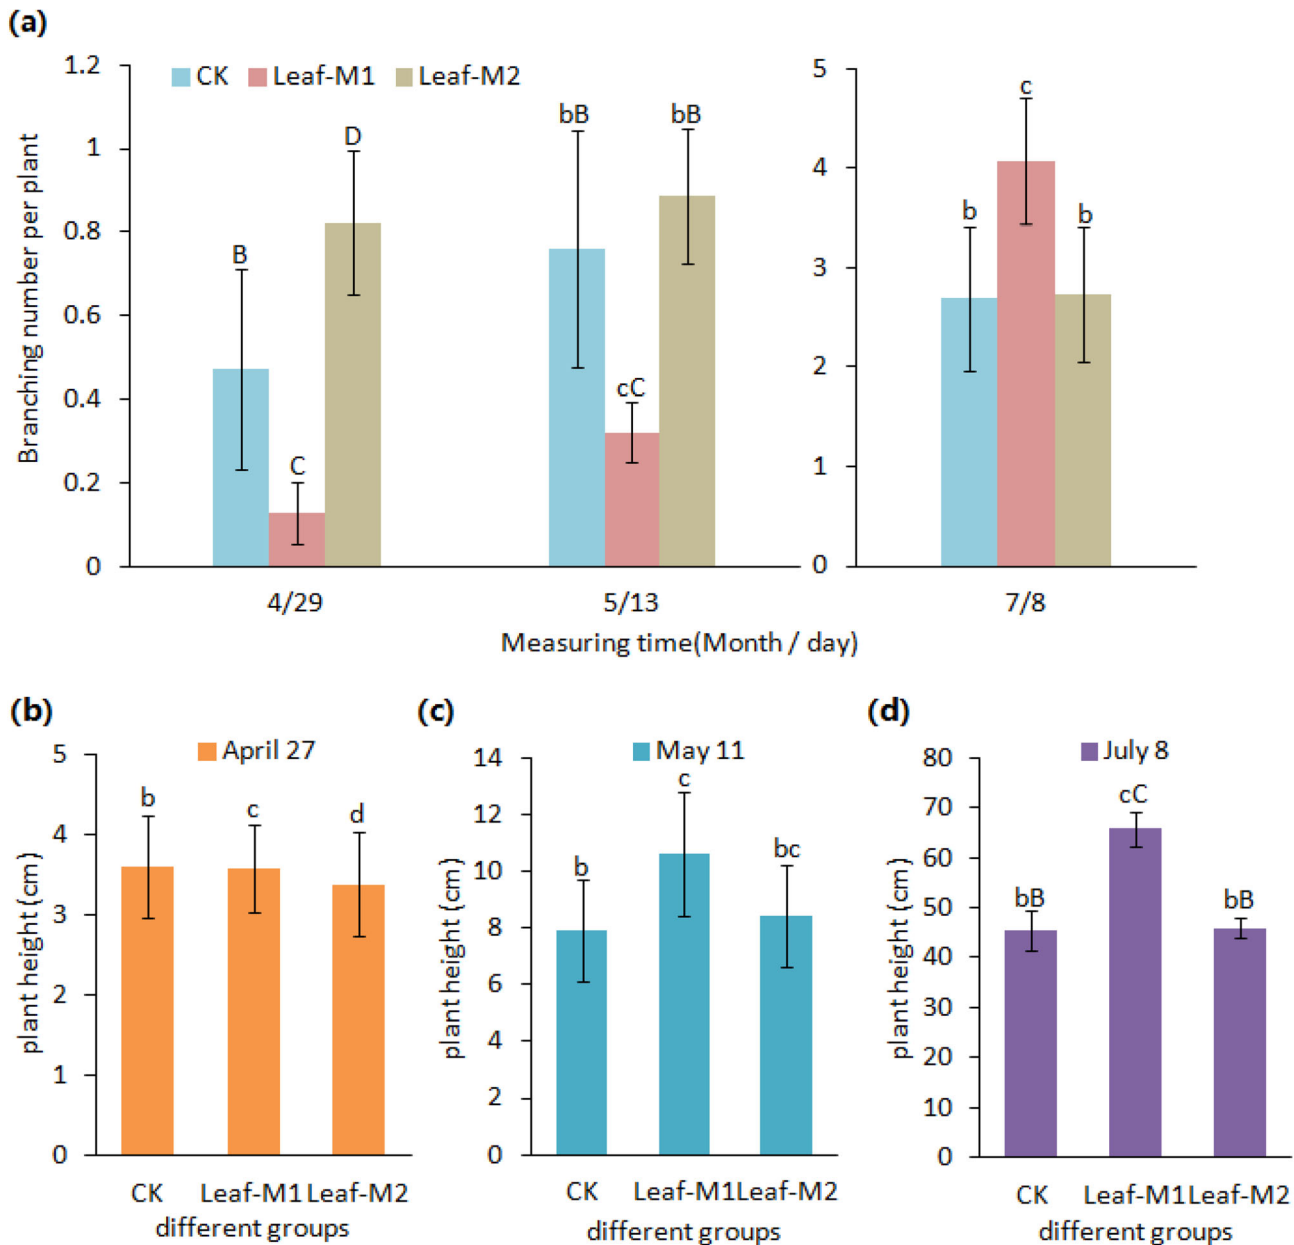 (a)
CK Leaf-M1 Leaf-M2
Branching number per plant
1.2
1
0.8
0.6
0.4
0.2
0
B C D
bB cC bB
5
4
3
2
1
0
b c b
4/29 5/13 7/8
Measuring time(Month / day)
(b)
April 27
plant height (cm)
5
4
3
2
1
0
b c d
CK Leaf-M1 Leaf-M2
different groups
(c)
May 11
plant height (cm)
14
12
10
8
6
4
2
0
b c bc
CK Leaf-M1 Leaf-M2
different groups
(d)
July 8
plant height (cm)
80
70
60
50
40
30
20
10
0
bB cC bB
CK Leaf-M1 Leaf-M2
different groups